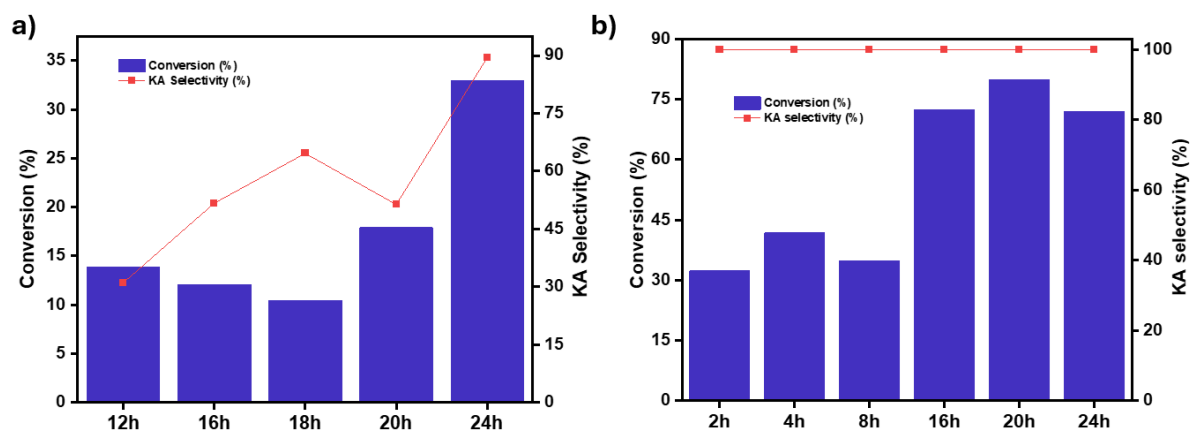 a)
Conversion (%)
KA Selectivity (%)
35
30
25
20
15
10
5
0
Conversion (%)
90
75
60
45
30
15
0
KA Selectivity (%)
12h 16h 18h 20h 24h
b)
Conversion (%)
KA selectivity (%)
90
75
60
45
30
15
0
Conversion (%)
100
80
60
40
20
0
KA selectivity (%)
2h 4h 8h 16h 20h 24h